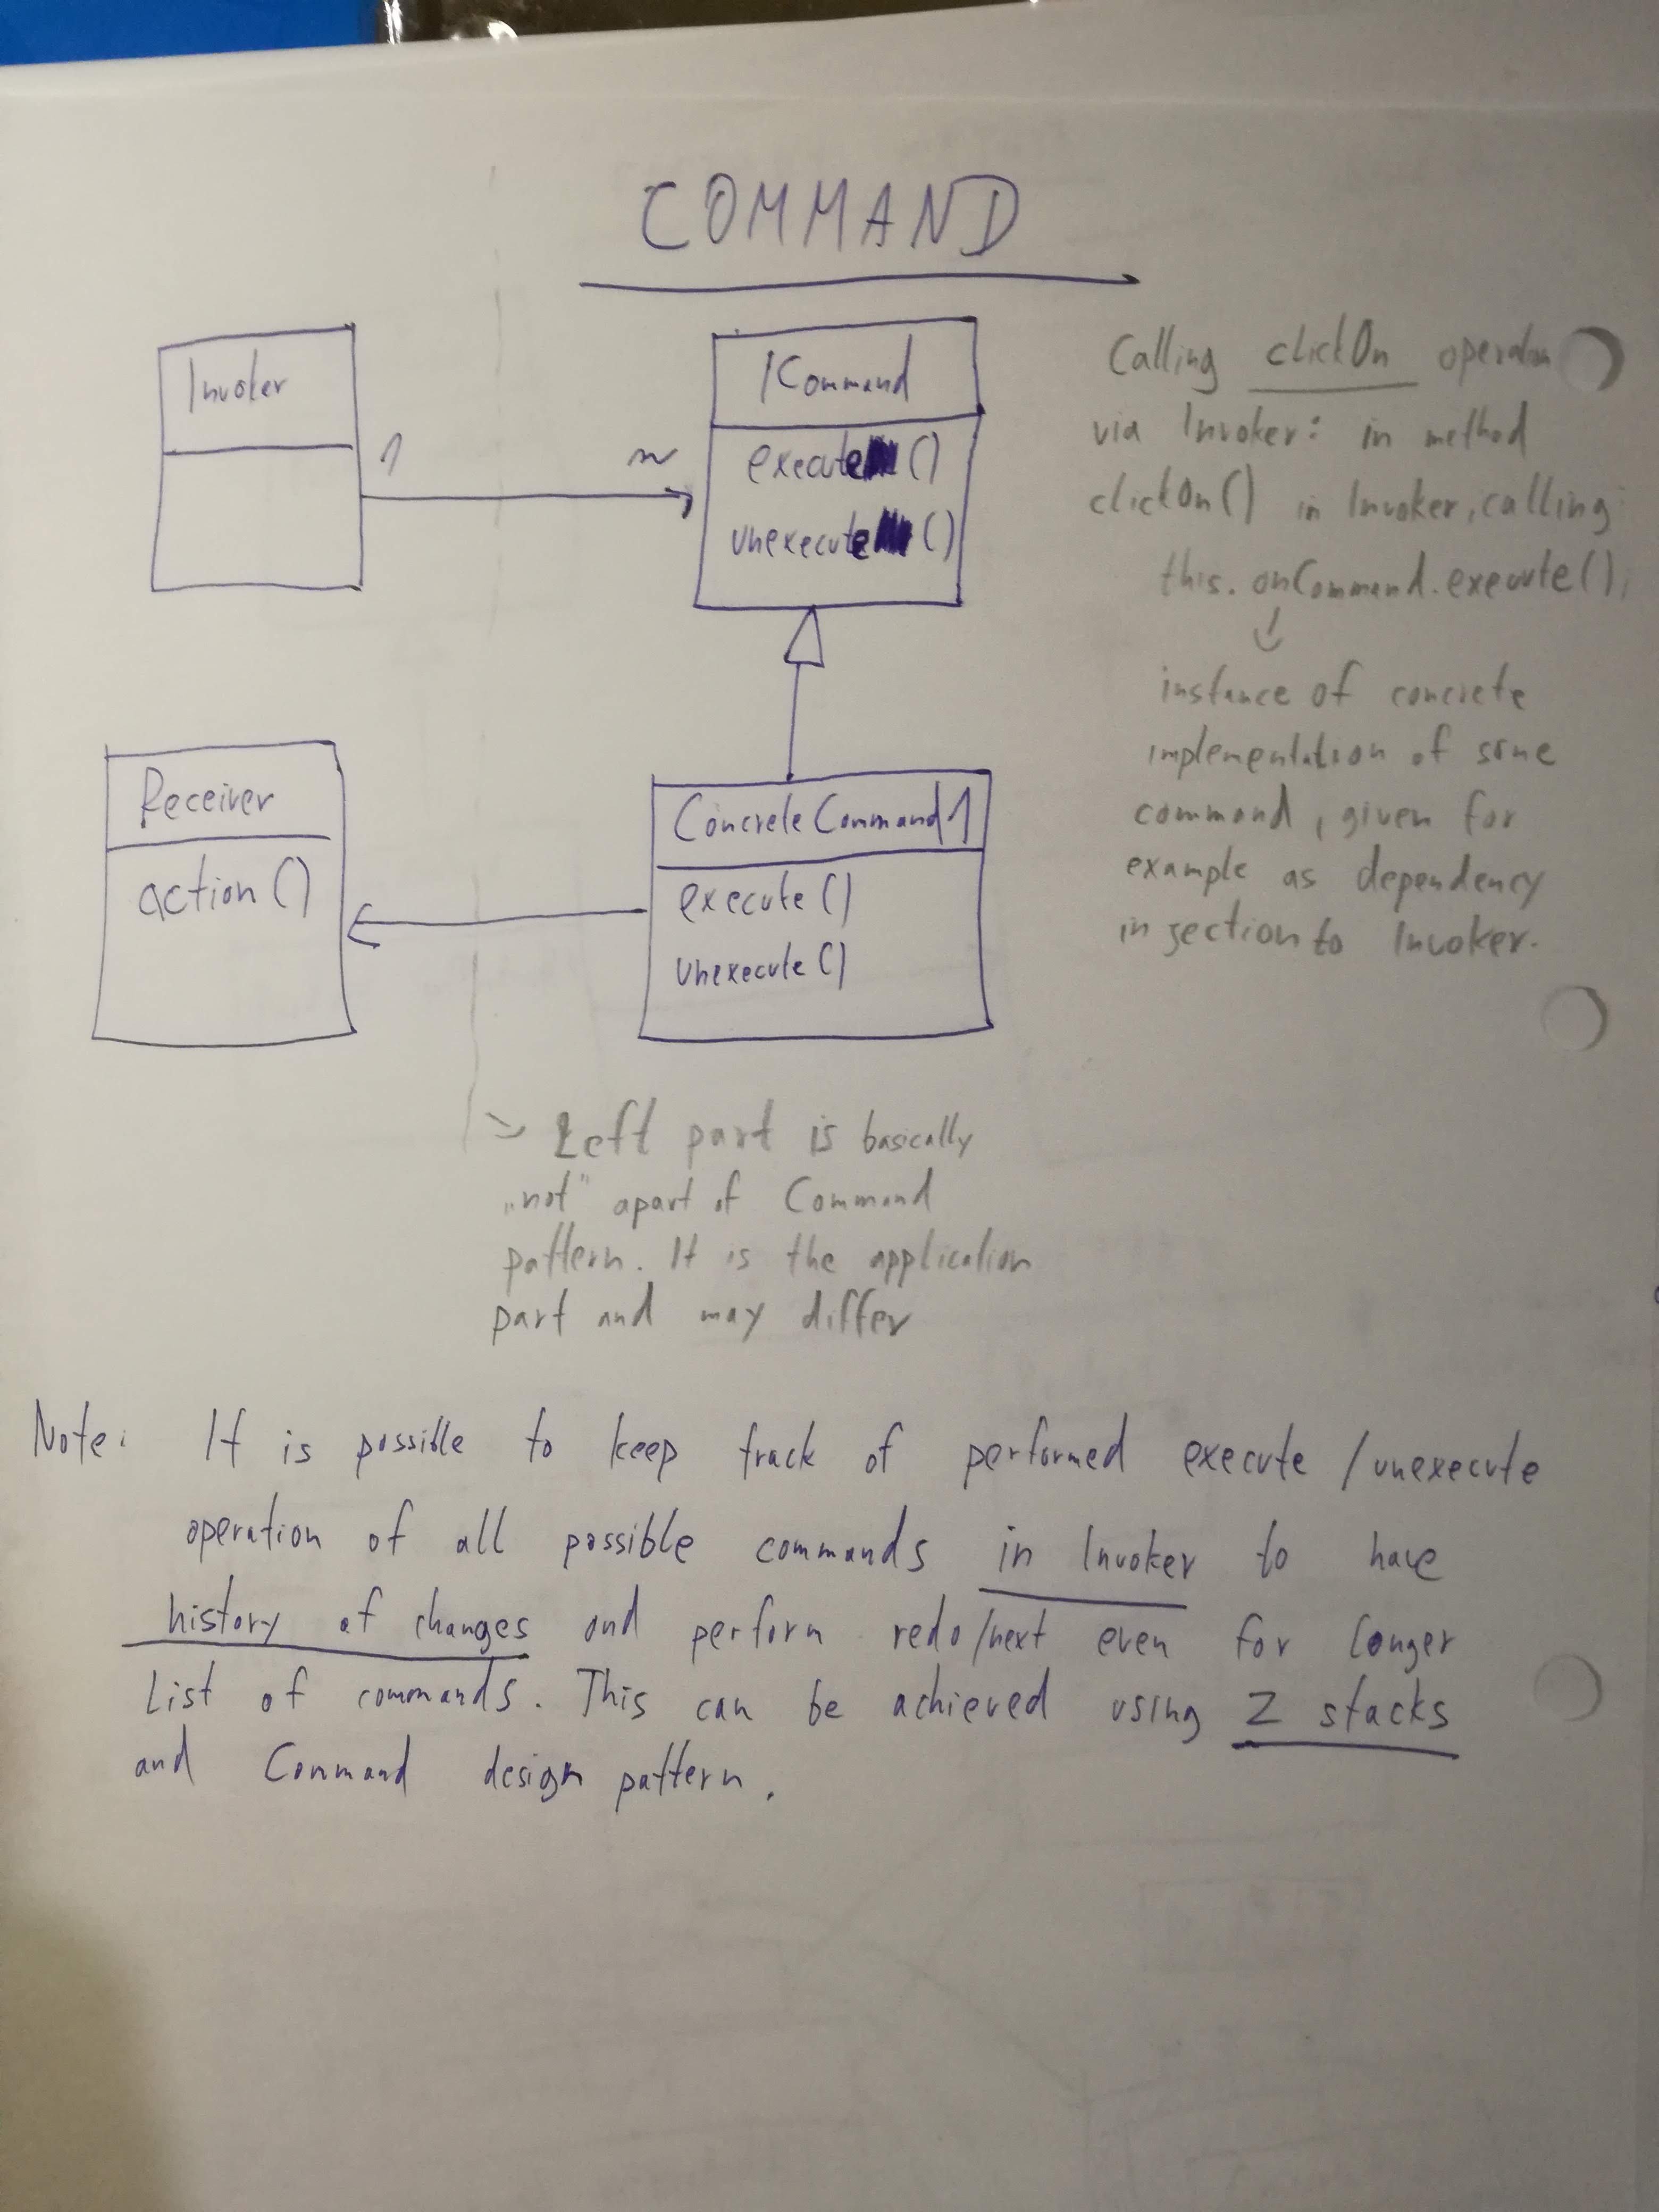 COMMAND
Invoker
1 n
ICommand
execute()
unexecute()
Calling clickOn operation
via Invoker: in method
clickOn() in Invoker, calling
this.onCommand.execute(),
instance of concrete
implementation of some
command, given for
example as dependency
injection to Invoker.
Receiver
action()
ConcreteCommand1
execute()
unexecute()
Left part is basically
„not" apart of Command
pattern. It is the application
part and may differ
Note: It is possible to keep track of performed execute/unexecute
operation of all possible commands in Invoker to have
history of changes and perform redo/next even for longer
list of commands. This can be achieved using 2 stacks
and Command design pattern.